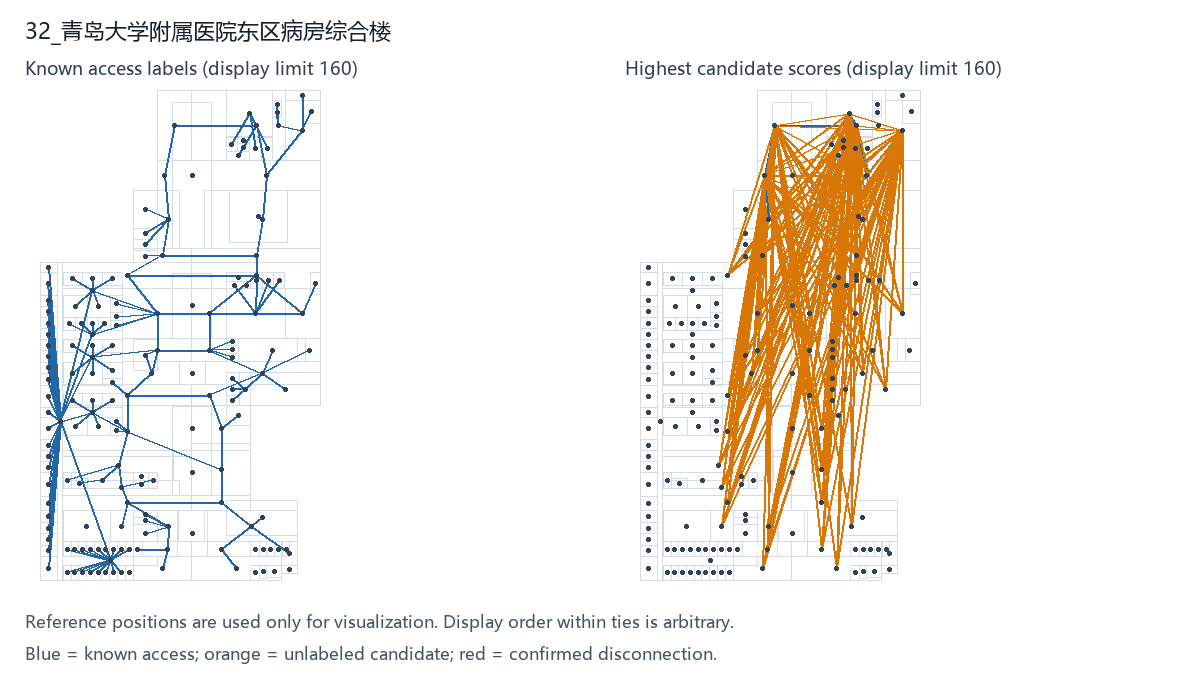 32_青岛大学附属医院东区病房综合楼
Known access labels (display limit 160)
Highest candidate scores (display limit 160)
Reference positions are used only for visualization. Display order within ties is arbitrary.
Blue = known access; orange = unlabeled candidate; red = confirmed disconnection.